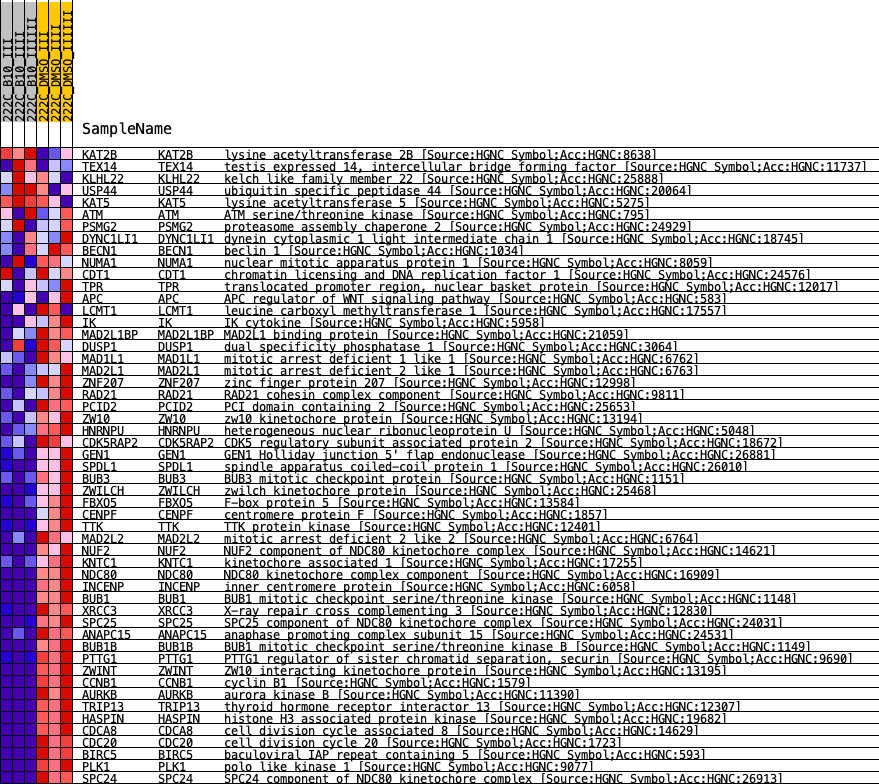 222C_B10_III
222C_B10_IIII
222C_B10_IIIIII
222C_DMSO_III
222C_DMSO_IIII
222C_DMSO_IIIIII
SampleName
KAT2B KAT2B lysine acetyltransferase 2B [Source:HGNC Symbol;Acc:HGNC:8638]
TEX14 TEX14 testis expressed 14, intercellular bridge forming factor [Source:HGNC Symbol;Acc:HGNC:11737]
KLHL22 KLHL22 kelch like family member 22 [Source:HGNC Symbol;Acc:HGNC:25888]
USP44 USP44 ubiquitin specific peptidase 44 [Source:HGNC Symbol;Acc:HGNC:20064]
KAT5 KAT5 lysine acetyltransferase 5 [Source:HGNC Symbol;Acc:HGNC:5275]
ATM ATM ATM serine/threonine kinase [Source:HGNC Symbol;Acc:HGNC:795]
PSMG2 PSMG2 proteasome assembly chaperone 2 [Source:HGNC Symbol;Acc:HGNC:24929]
DYNC1LI1 DYNC1LI1 dynein cytoplasmic 1 light intermediate chain 1 [Source:HGNC Symbol;Acc:HGNC:18745]
BECN1 BECN1 beclin 1 [Source:HGNC Symbol;Acc:HGNC:1034]
NUMA1 NUMA1 nuclear mitotic apparatus protein 1 [Source:HGNC Symbol;Acc:HGNC:8059]
CDT1 CDT1 chromatin licensing and DNA replication factor 1 [Source:HGNC Symbol;Acc:HGNC:24576]
TPR TPR translocated promoter region, nuclear basket protein [Source:HGNC Symbol;Acc:HGNC:12017]
APC APC APC regulator of WNT signaling pathway [Source:HGNC Symbol;Acc:HGNC:583]
LCMT1 LCMT1 leucine carboxyl methyltransferase 1 [Source:HGNC Symbol;Acc:HGNC:17557]
IK IK IK cytokine [Source:HGNC Symbol;Acc:HGNC:5958]
MAD2L1BP MAD2L1BP MAD2L1 binding protein [Source:HGNC Symbol;Acc:HGNC:21059]
DUSP1 DUSP1 dual specificity phosphatase 1 [Source:HGNC Symbol;Acc:HGNC:3064]
MAD1L1 MAD1L1 mitotic arrest deficient 1 like 1 [Source:HGNC Symbol;Acc:HGNC:6762]
MAD2L1 MAD2L1 mitotic arrest deficient 2 like 1 [Source:HGNC Symbol;Acc:HGNC:6763]
ZNF207 ZNF207 zinc finger protein 207 [Source:HGNC Symbol;Acc:HGNC:12998]
RAD21 RAD21 RAD21 cohesin complex component [Source:HGNC Symbol;Acc:HGNC:9811]
PCID2 PCID2 PCI domain containing 2 [Source:HGNC Symbol;Acc:HGNC:25653]
ZW10 ZW10 zw10 kinetochore protein [Source:HGNC Symbol;Acc:HGNC:13194]
HNRNPU HNRNPU heterogeneous nuclear ribonucleoprotein U [Source:HGNC Symbol;Acc:HGNC:5048]
CDK5RAP2 CDK5RAP2 CDK5 regulatory subunit associated protein 2 [Source:HGNC Symbol;Acc:HGNC:18672]
GEN1 GEN1 GEN1 Holliday junction 5' flap endonuclease [Source:HGNC Symbol;Acc:HGNC:26881]
SPDL1 SPDL1 spindle apparatus coiled-coil protein 1 [Source:HGNC Symbol;Acc:HGNC:26010]
BUB3 BUB3 BUB3 mitotic checkpoint protein [Source:HGNC Symbol;Acc:HGNC:1151]
ZWILCH ZWILCH zwilch kinetochore protein [Source:HGNC Symbol;Acc:HGNC:25468]
FBXO5 FBXO5 F-box protein 5 [Source:HGNC Symbol;Acc:HGNC:13584]
CENPF CENPF centromere protein F [Source:HGNC Symbol;Acc:HGNC:1857]
TTK TTK TTK protein kinase [Source:HGNC Symbol;Acc:HGNC:12401]
MAD2L2 MAD2L2 mitotic arrest deficient 2 like 2 [Source:HGNC Symbol;Acc:HGNC:6764]
NUF2 NUF2 NUF2 component of NDC80 kinetochore complex [Source:HGNC Symbol;Acc:HGNC:14621]
KNTC1 KNTC1 kinetochore associated 1 [Source:HGNC Symbol;Acc:HGNC:17255]
NDC80 NDC80 NDC80 kinetochore complex component [Source:HGNC Symbol;Acc:HGNC:16909]
INCENP INCENP inner centromere protein [Source:HGNC Symbol;Acc:HGNC:6058]
BUB1 BUB1 BUB1 mitotic checkpoint serine/threonine kinase [Source:HGNC Symbol;Acc:HGNC:1148]
XRCC3 XRCC3 X-ray repair cross complementing 3 [Source:HGNC Symbol;Acc:HGNC:12830]
SPC25 SPC25 SPC25 component of NDC80 kinetochore complex [Source:HGNC Symbol;Acc:HGNC:24031]
ANAPC15 ANAPC15 anaphase promoting complex subunit 15 [Source:HGNC Symbol;Acc:HGNC:24531]
BUB1B BUB1B BUB1 mitotic checkpoint serine/threonine kinase B [Source:HGNC Symbol;Acc:HGNC:1149]
PTTG1 PTTG1 PTTG1 regulator of sister chromatid separation, securin [Source:HGNC Symbol;Acc:HGNC:9690]
ZWINT ZWINT ZW10 interacting kinetochore protein [Source:HGNC Symbol;Acc:HGNC:13195]
CCNB1 CCNB1 cyclin B1 [Source:HGNC Symbol;Acc:HGNC:1579]
AURKB AURKB aurora kinase B [Source:HGNC Symbol;Acc:HGNC:11390]
TRIP13 TRIP13 thyroid hormone receptor interactor 13 [Source:HGNC Symbol;Acc:HGNC:12307]
HASPIN HASPIN histone H3 associated protein kinase [Source:HGNC Symbol;Acc:HGNC:19682]
CDCA8 CDCA8 cell division cycle associated 8 [Source:HGNC Symbol;Acc:HGNC:14629]
CDC20 CDC20 cell division cycle 20 [Source:HGNC Symbol;Acc:HGNC:1723]
BIRC5 BIRC5 baculoviral IAP repeat containing 5 [Source:HGNC Symbol;Acc:HGNC:593]
PLK1 PLK1 polo like kinase 1 [Source:HGNC Symbol;Acc:HGNC:9077]
SPC24 SPC24 SPC24 component of NDC80 kinetochore complex [Source:HGNC Symbol;Acc:HGNC:26913]